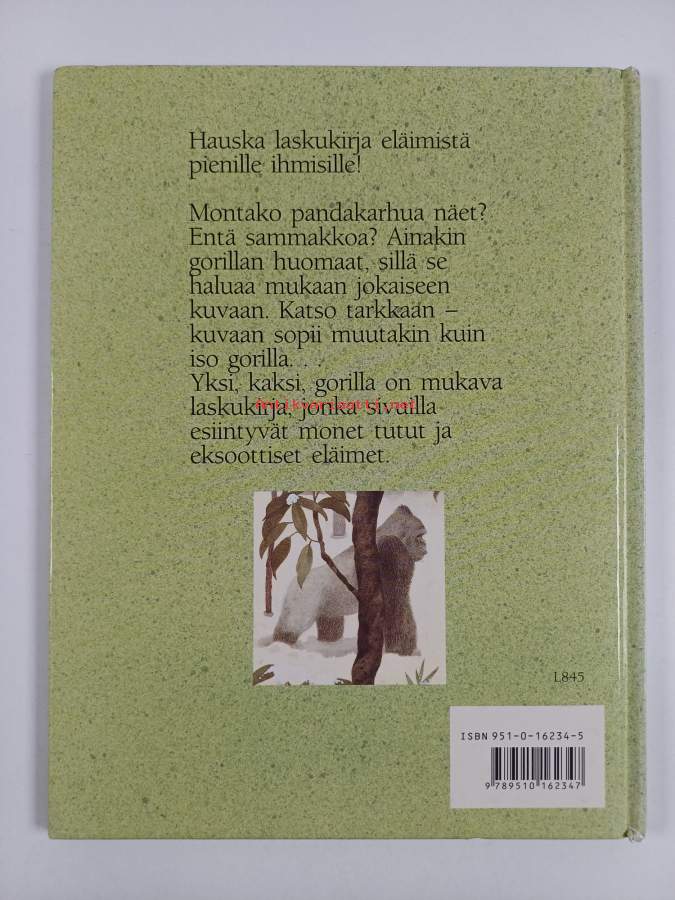 Hauska laskukirja eläimistä
pienille ihmisille!
Montako pandakarhua näet?
Entä sammakkoa? Ainakin
gorillan huomaat, sillä se
haluaa mukaan jokaiseen
kuvaan. Katso tarkkaan –
kuvaan sopii muutakin kuin
iso gorilla. . .
Yksi, kaksi, gorilla on mukava
Antikvariaatti.net
laskukirja, jonka sivuilla
esiintyvät monet tutut ja
eksoottiset eläimet.
L845
ISBN 951-0-16234-5
9 789510 162347